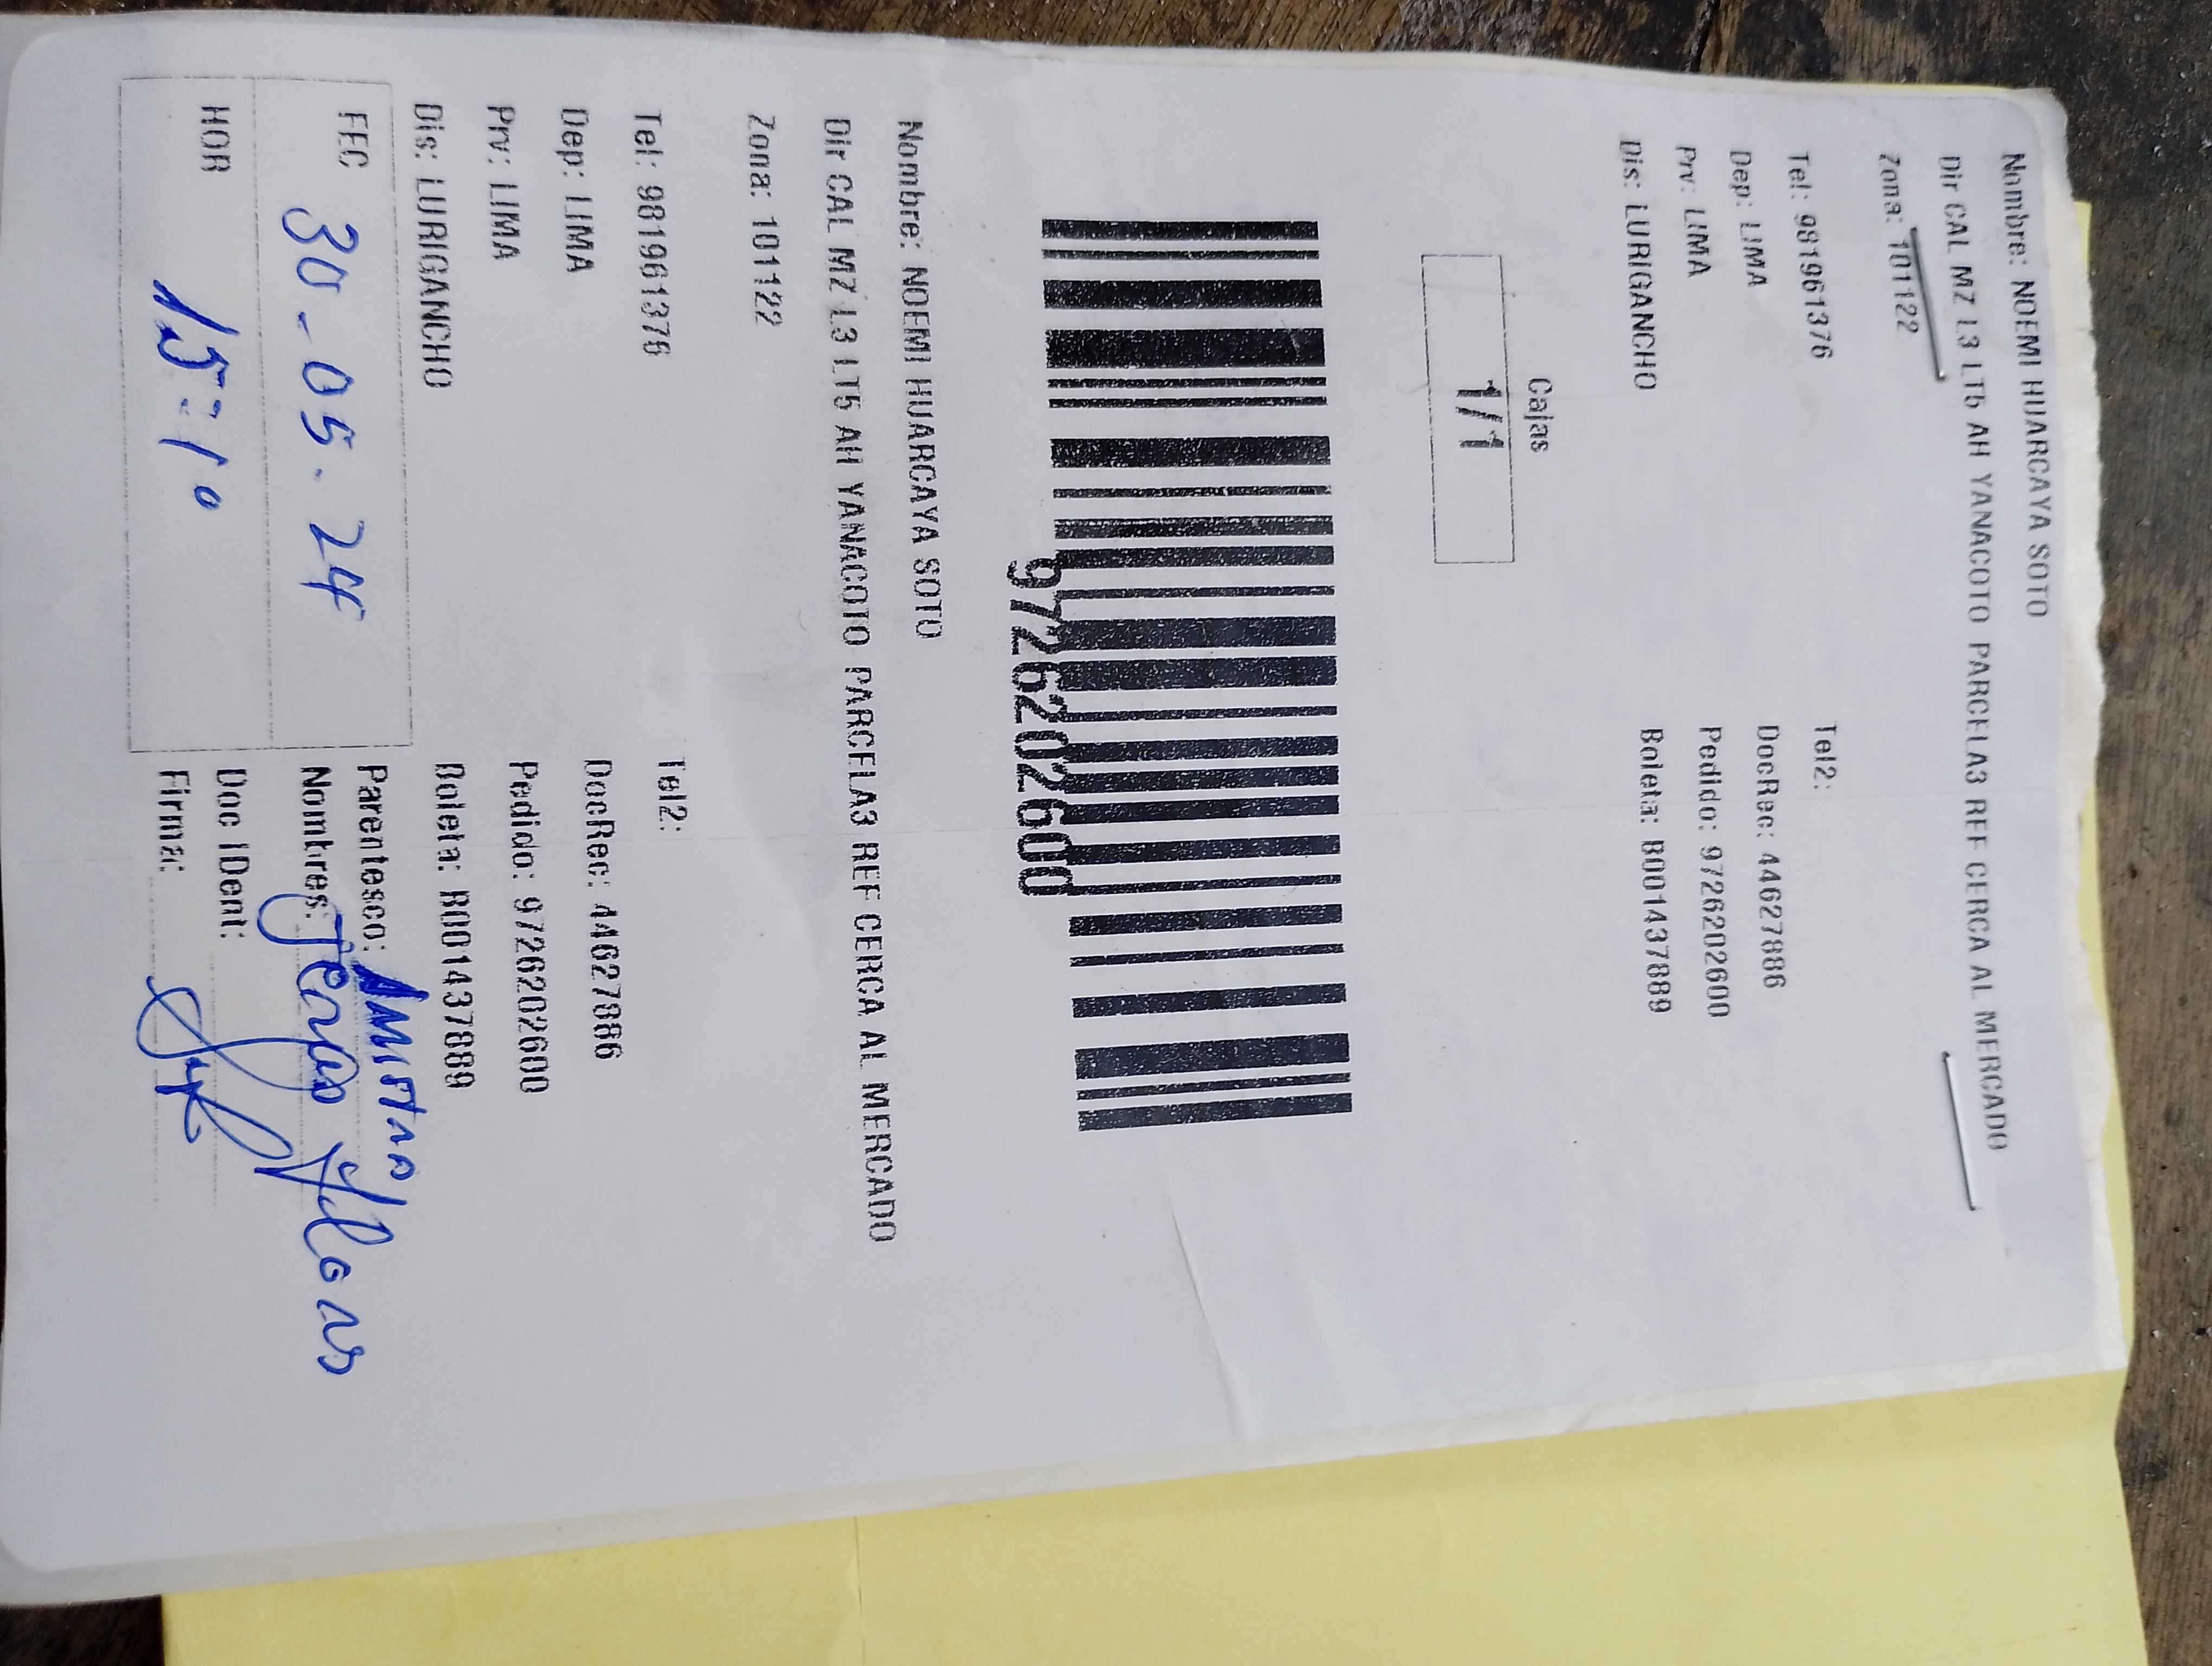 Nombre: NOEMI HUARCAYA SOTO
Dir CAL MZ L3 LT5 AH YANACOTO PARCELA3 REF CERCA AL MERCADO
Zona: 101122
Tel: 981961376 Tel2:
Dep: LIMA DocRec: 44627886
Prv: LIMA Pedido: 9726202600
Dis: LURIGANCHO Boleta: B001437889
Cajas
1/1
9726202600
Nombre: NOEMI HUARCAYA SOTO
Dir CAL MZ L3 LT5 AH YANACOTO PARCELA3 REF CERCA AL MERCADO
Zona: 101122
Tel: 981961376 Tel2:
Dep: LIMA DocRec: 44627886
Prv: LIMA Pedido: 9726202600
Dis: LURIGANCHO Boleta: B001437889
FEC 30-05.24 Parentesco:
Nombres:
HOR 15:10 Doc IDent:
Firma: